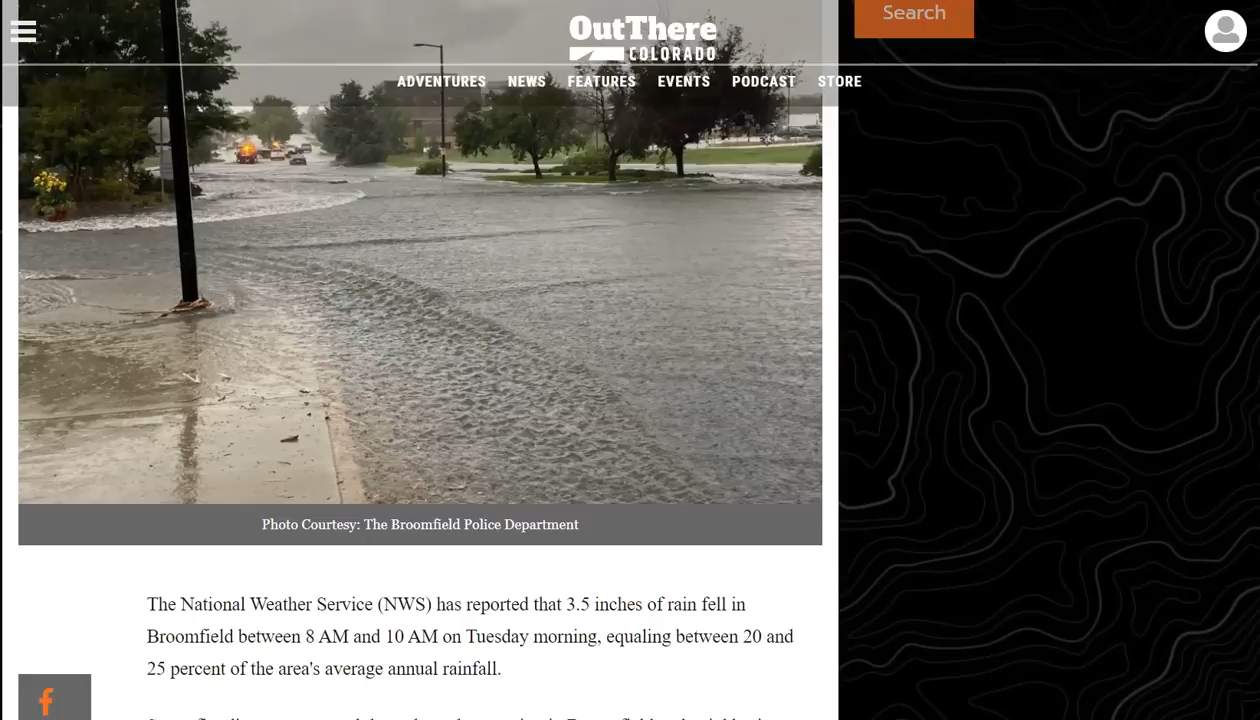 Search
OutThere
COLORADO
ADVENTURES NEWS FEATURES EVENTS PODCAST STORE
Photo Courtesy: The Broomfield Police Department
The National Weather Service (NWS) has reported that 3.5 inches of rain fell in
Broomfield between 8 AM and 10 AM on Tuesday morning, equaling between 20 and
25 percent of the area's average annual rainfall.